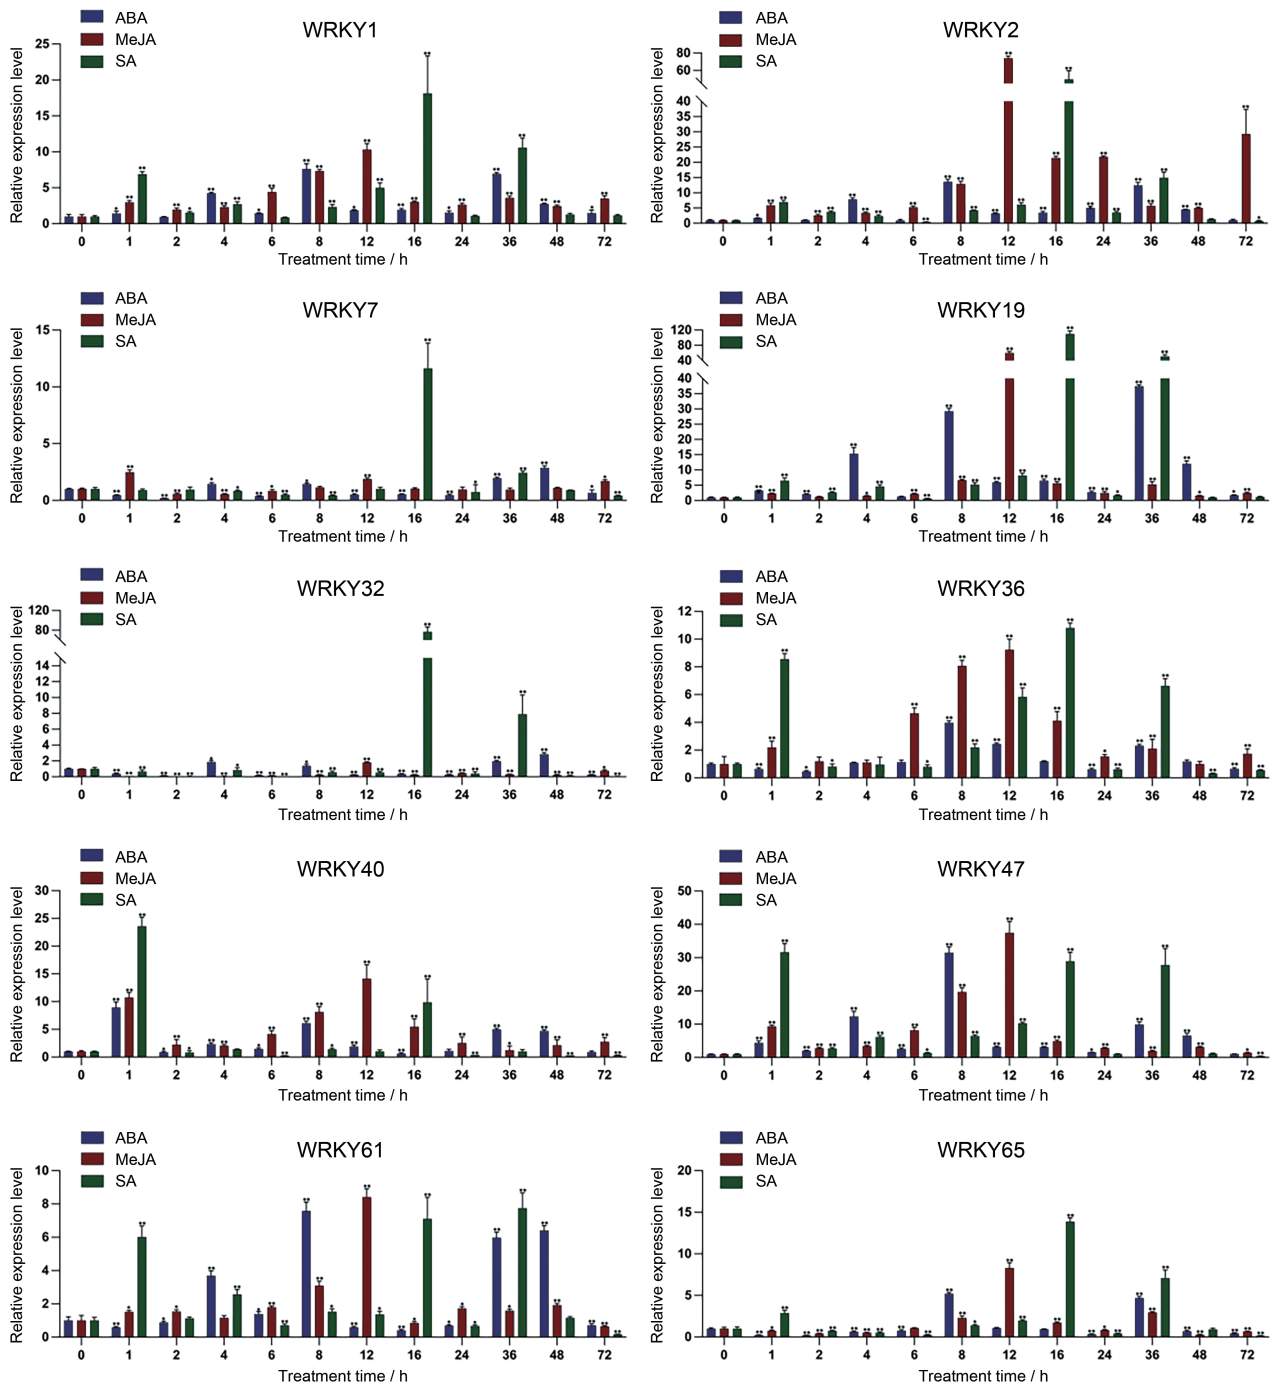 ABA
MeJA
SA
WRKY1
Relative expression level
25
20
15
10
5
0
0 1 2 4 6 8 12 16 24 36 48 72
Treatment time / h
ABA
MeJA
SA
WRKY2
Relative expression level
80
60
40
35
30
25
20
15
10
5
0
0 1 2 4 6 8 12 16 24 36 48 72
Treatment time / h
ABA
MeJA
SA
WRKY7
Relative expression level
15
10
5
0
0 1 2 4 6 8 12 16 24 36 48 72
Treatment time / h
ABA
MeJA
SA
WRKY19
Relative expression level
120
80
40
40
35
30
25
20
15
10
5
0
0 1 2 4 6 8 12 16 24 36 48 72
Treatment time / h
ABA
MeJA
SA
WRKY32
Relative expression level
120
80
14
12
10
8
6
4
2
0
0 1 2 4 6 8 12 16 24 36 48 72
Treatment time / h
ABA
MeJA
SA
WRKY36
Relative expression level
12
10
8
6
4
2
0
0 1 2 4 6 8 12 16 24 36 48 72
Treatment time / h
ABA
MeJA
SA
WRKY40
Relative expression level
30
25
20
15
10
5
0
0 1 2 4 6 8 12 16 24 36 48 72
Treatment time / h
ABA
MeJA
SA
WRKY47
Relative expression level
50
40
30
20
10
0
0 1 2 4 6 8 12 16 24 36 48 72
Treatment time / h
ABA
MeJA
SA
WRKY61
Relative expression level
10
8
6
4
2
0
0 1 2 4 6 8 12 16 24 36 48 72
Treatment time / h
ABA
MeJA
SA
WRKY65
Relative expression level
20
15
10
5
0
0 1 2 4 6 8 12 16 24 36 48 72
Treatment time / h